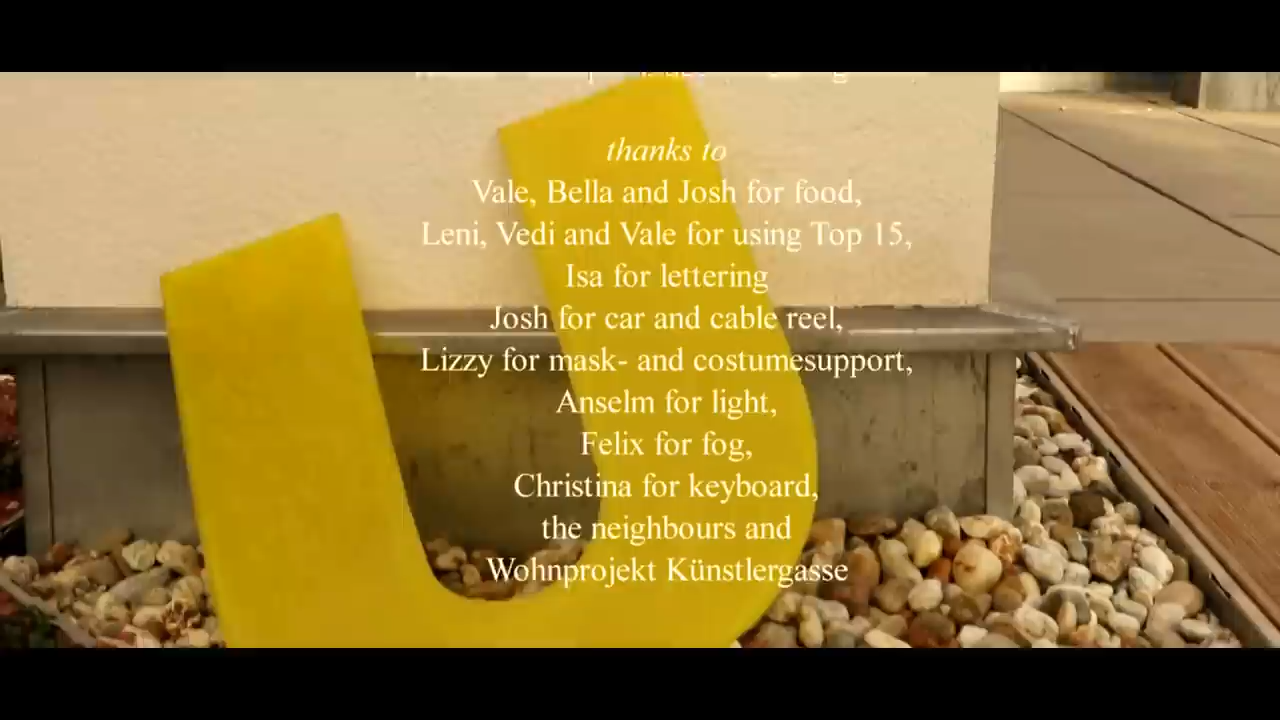 thanks to
Vale, Bella and Josh for food,
Leni, Vedi and Vale for using Top 15,
Isa for lettering
Josh for car and cable reel,
Lizzy for mask- and costumesupport,
Anselm for light,
Felix for fog,
Christina for keyboard,
the neighbours and
Wohnprojekt Künstlergasse